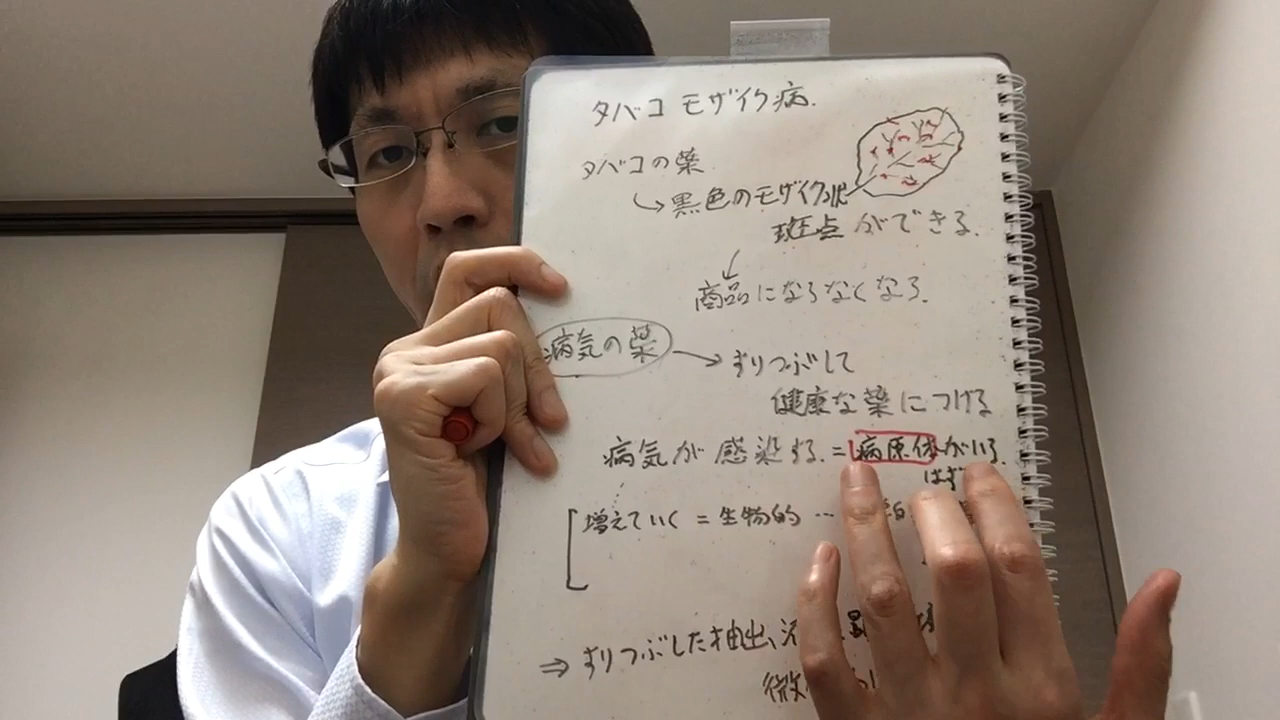 タバコ モザイク病.
タバコの葉
↳ 黒色のモザイク状
斑点ができる.
↓
商品にならなくなる.
病気の葉 → すりつぶして
健康な葉につける
病気が感染する. = 病原体がいる.
はず
増えていく = 生物的 …
⇒ すりつぶした抽出
微